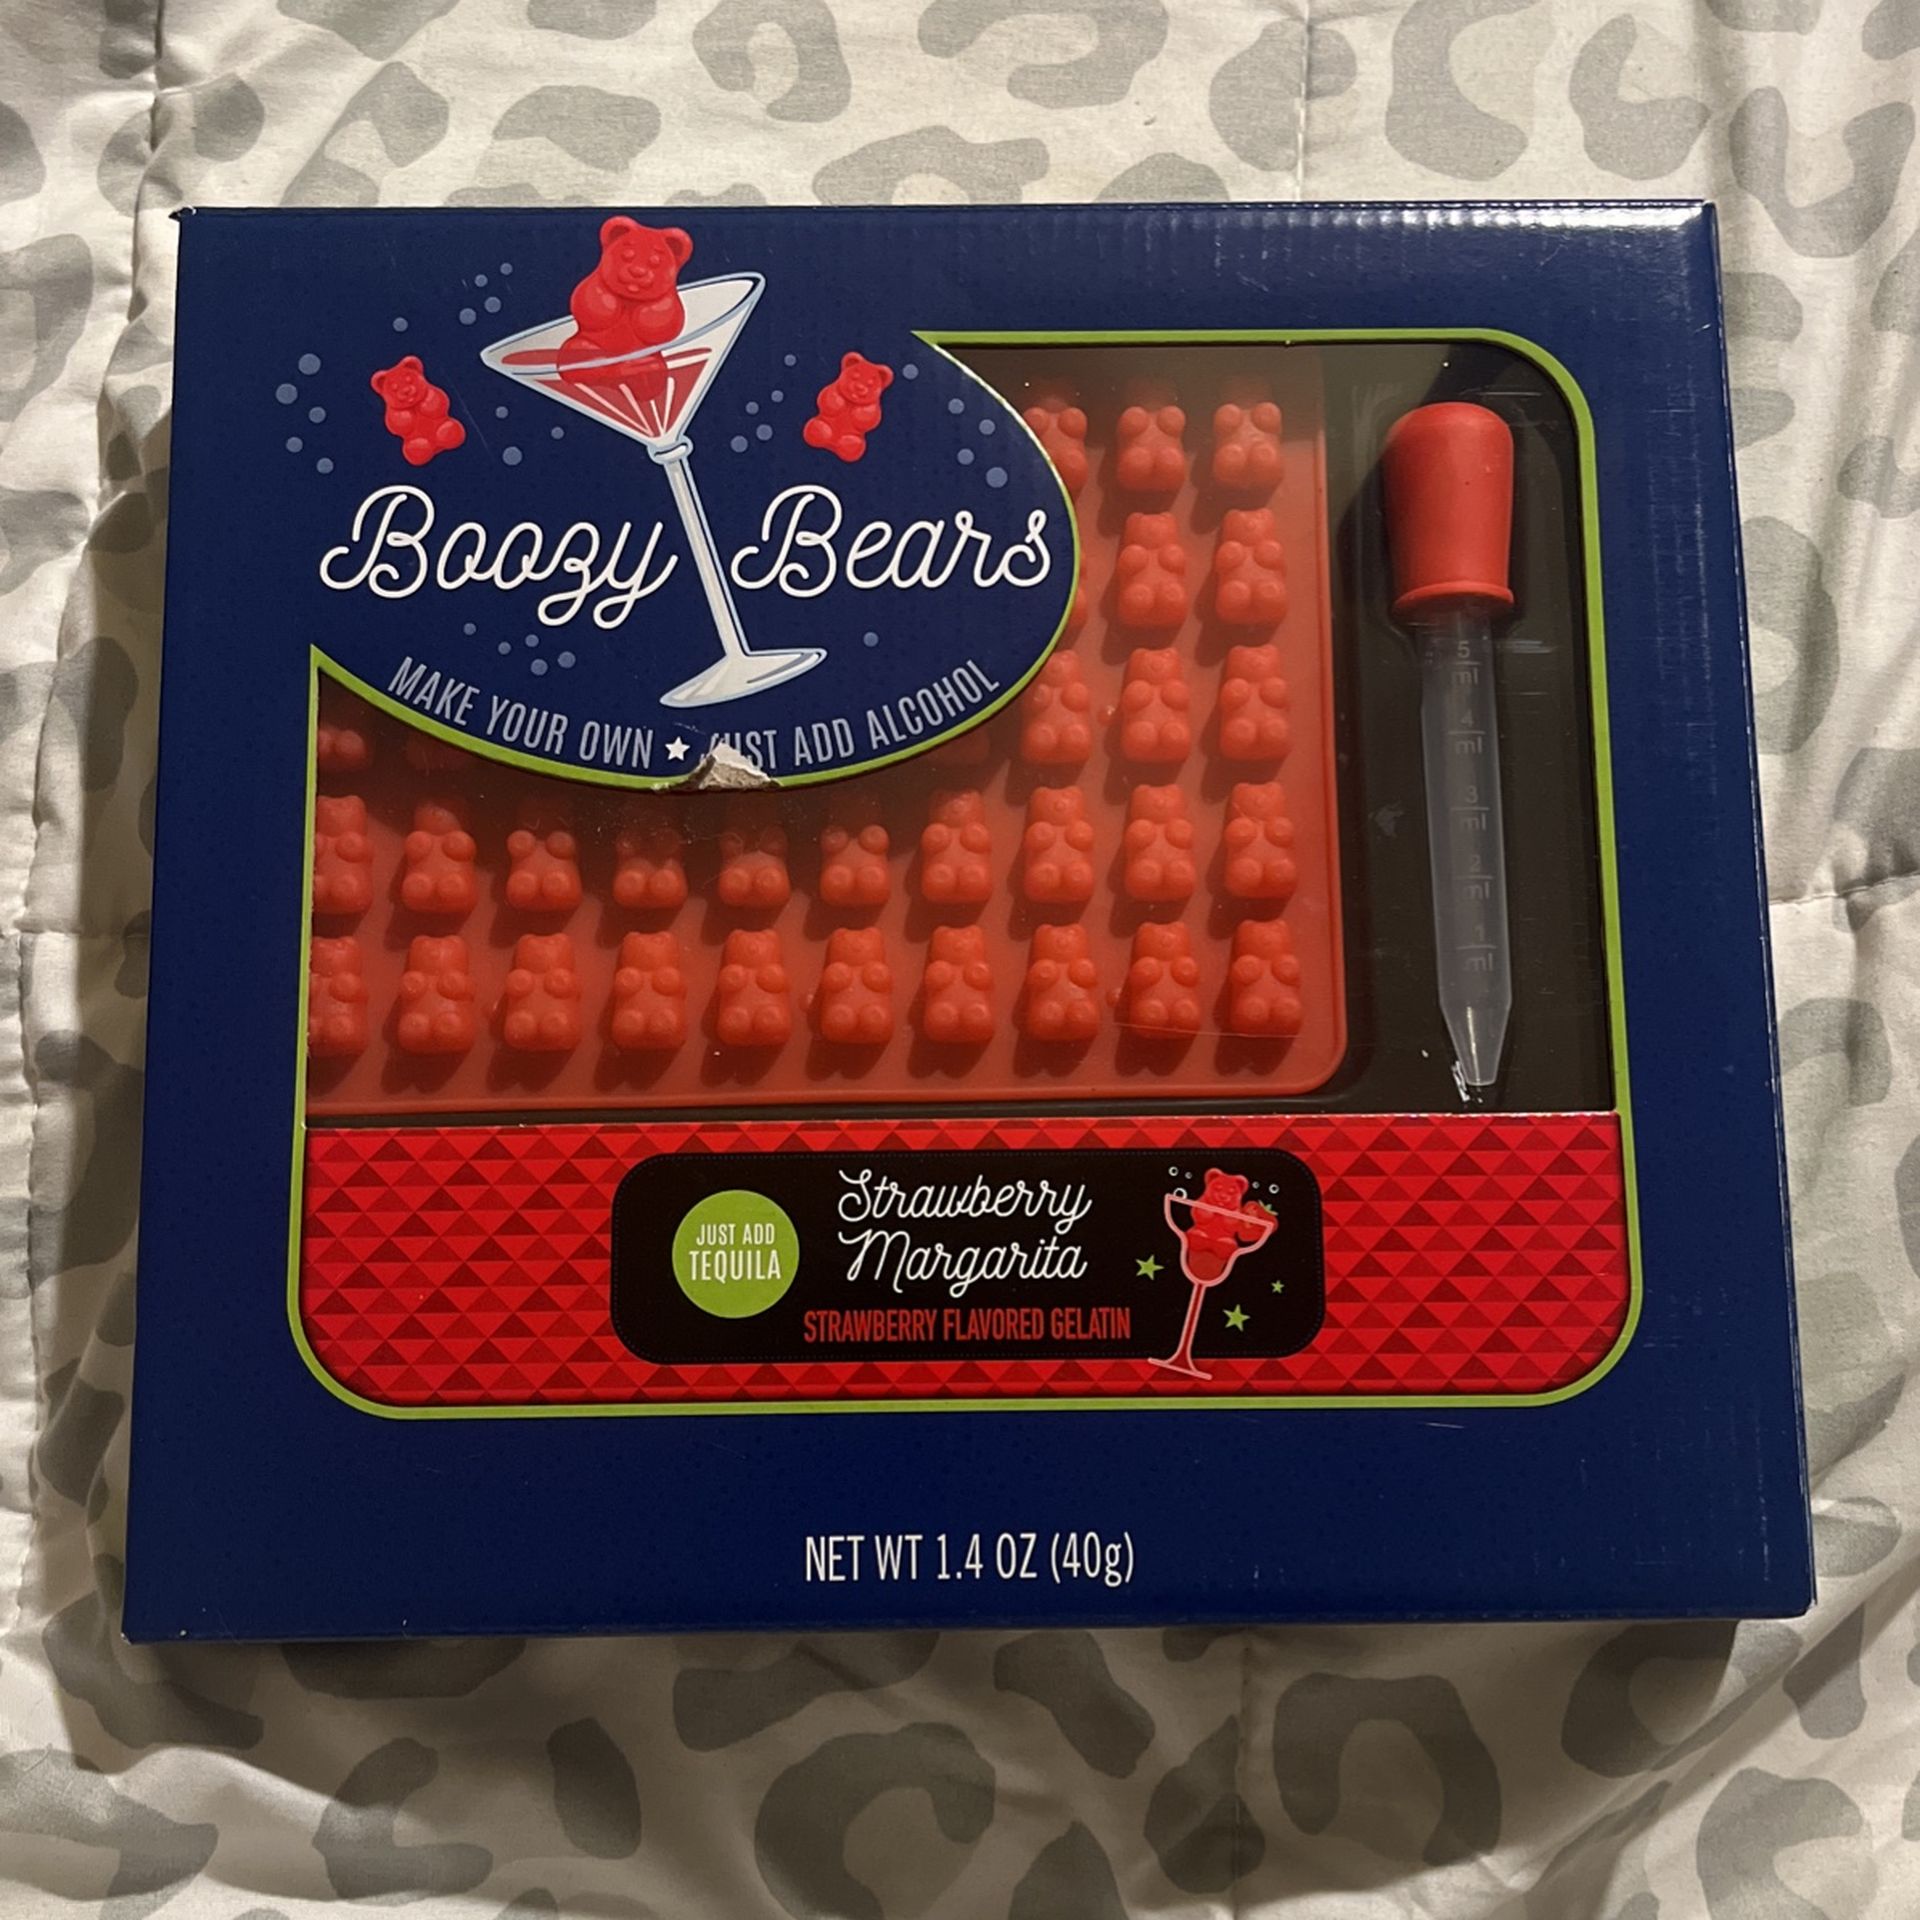 Boozy Bears
MAKE YOUR OWN ★ JUST ADD ALCOHOL
5
ml
4
ml
3
ml
2
ml
1
ml
JUST ADD
TEQUILA
Strawberry
Margarita
STRAWBERRY FLAVORED GELATIN
NET WT 1.4 OZ (40g)